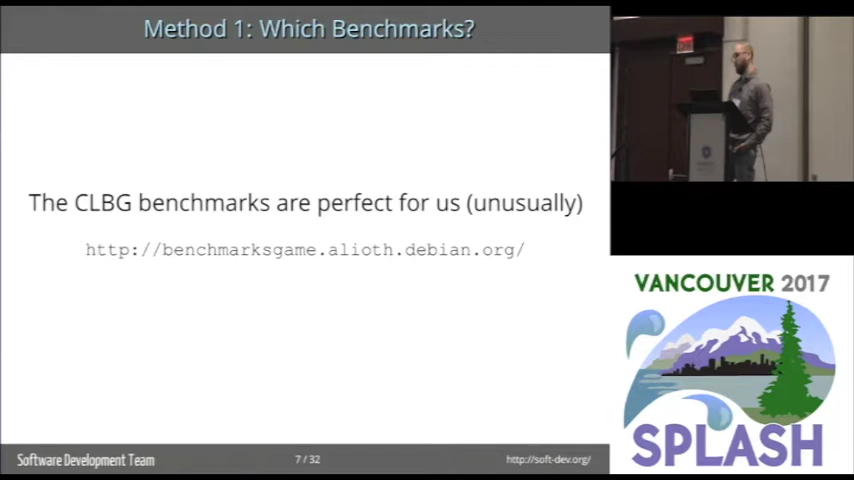 Method 1: Which Benchmarks?
The CLBG benchmarks are perfect for us (unusually)
http://benchmarksgame.alioth.debian.org/
Software Development Team
7 / 32
http://soft-dev.org/
VANCOUVER 2017
SPLASH